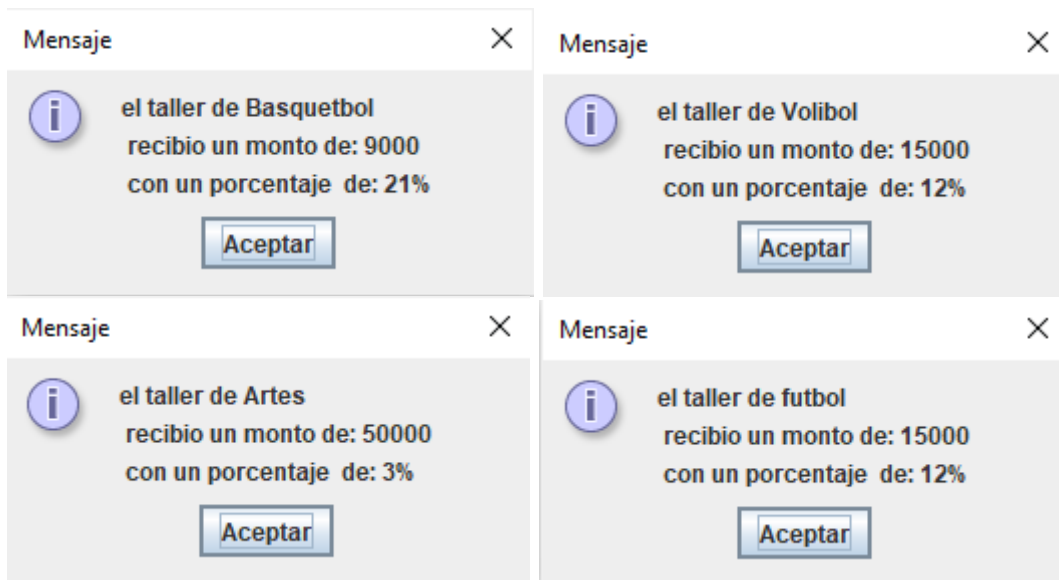 Mensaje
el taller de Basquetbol
recibio un monto de: 9000
con un porcentaje  de: 21%
Aceptar
Mensaje
el taller de Volibol
recibio un monto de: 15000
con un porcentaje  de: 12%
Aceptar
Mensaje
el taller de Artes
recibio un monto de: 50000
con un porcentaje  de: 3%
Aceptar
Mensaje
el taller de futbol
recibio un monto de: 15000
con un porcentaje  de: 12%
Aceptar